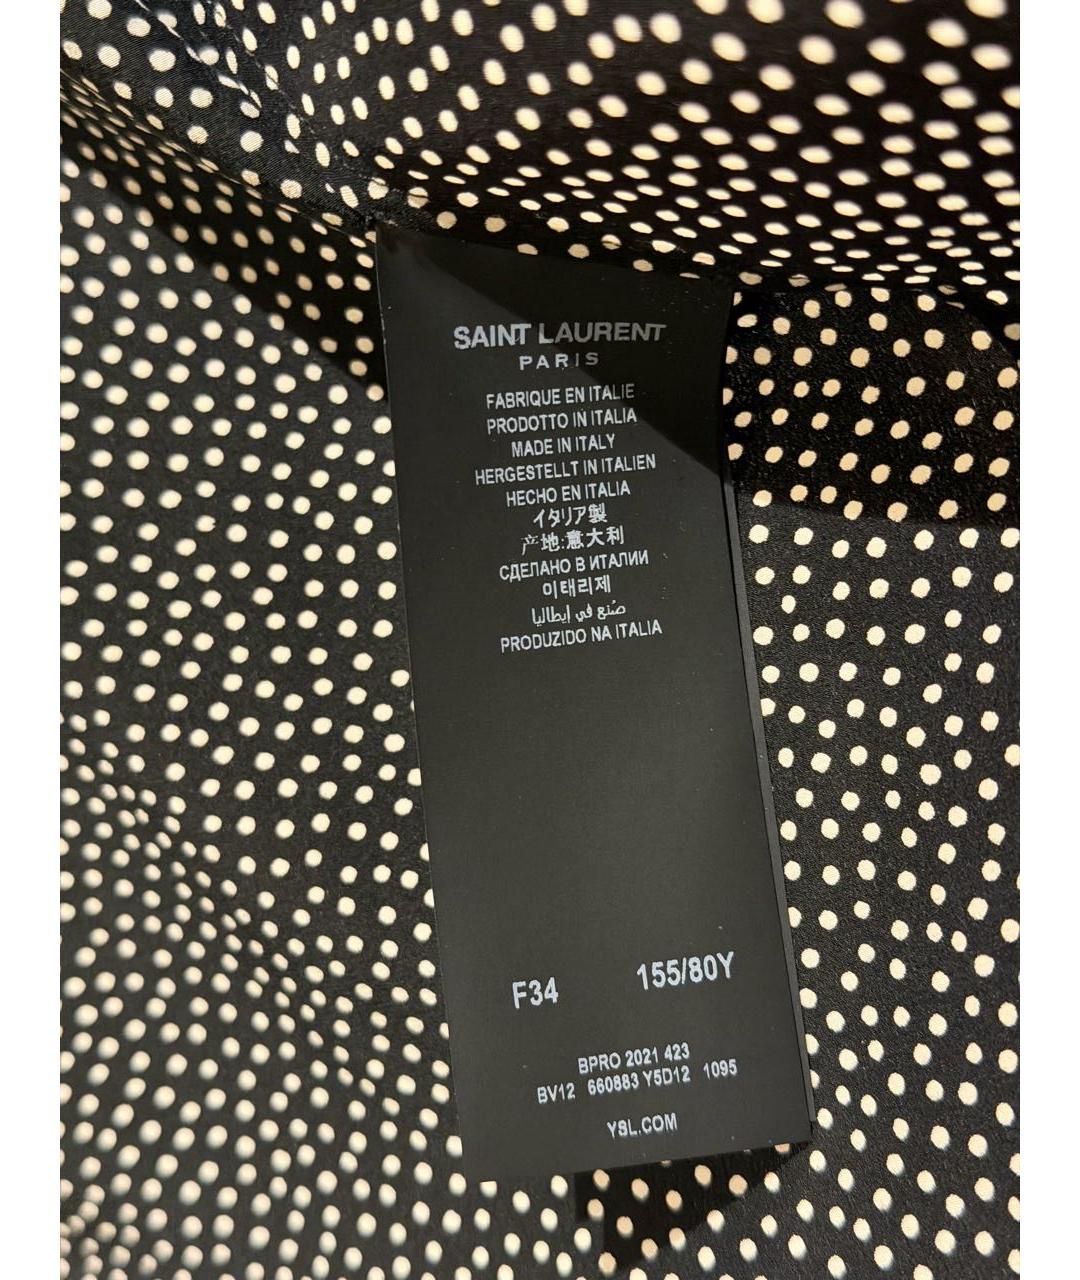 SAINT LAURENT
PARIS
FABRIQUE EN ITALIE
PRODOTTO IN ITALIA
MADE IN ITALY
HERGESTELLT IN ITALIEN
HECHO EN ITALIA
イタリア製
产地:意大利
СДЕЛАНО В ИТАЛИИ
이태리제
صُنع في إيطاليا
PRODUZIDO NA ITALIA
F34 155/80Y
BPRO 2021 423
BV12 660883 Y5D12 1095
YSL.COM